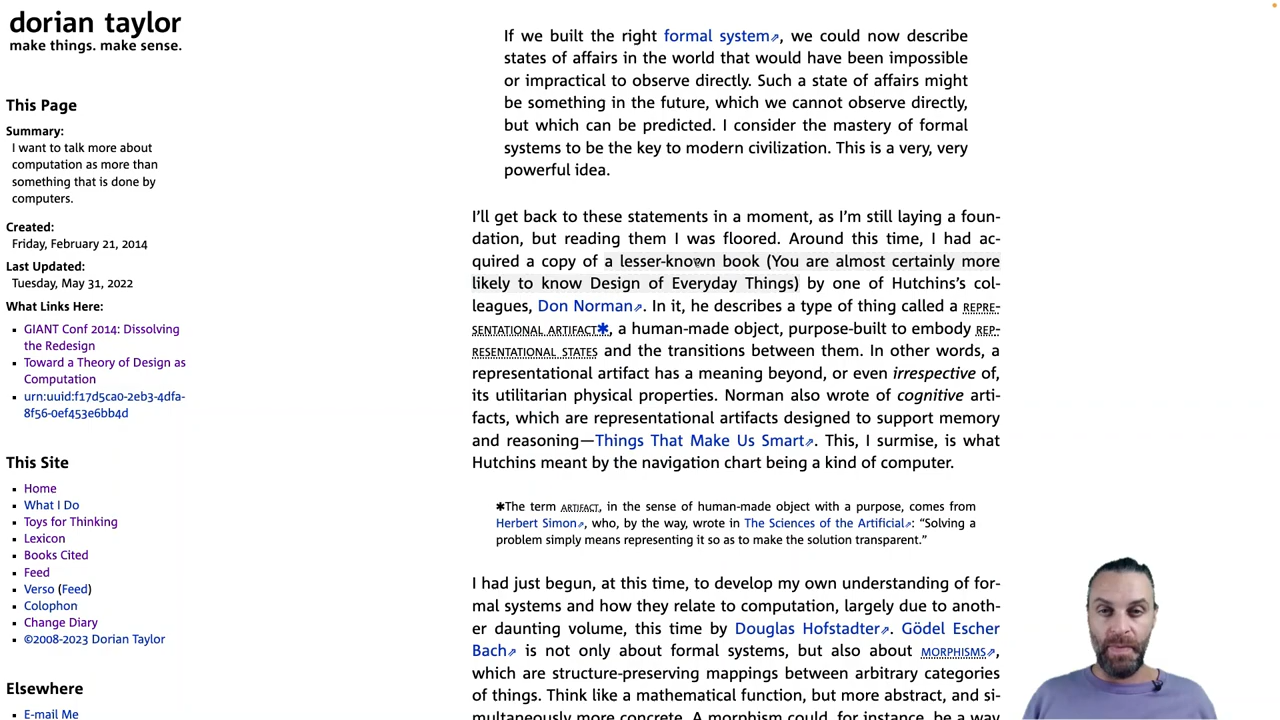 dorian taylor
make things. make sense.
This Page
Summary:
I want to talk more about
computation as more than
something that is done by
computers.
Created:
Friday, February 21, 2014
Last Updated:
Tuesday, May 31, 2022
What Links Here:
GIANT Conf 2014: Dissolving
the Redesign
Toward a Theory of Design as
Computation
urn:uuid:f17d5ca0-2eb3-4dfa-
8f56-0ef453e6bb4d
This Site
Home
What I Do
Toys for Thinking
Lexicon
Books Cited
Feed
Verso (Feed)
Colophon
Change Diary
©2008-2023 Dorian Taylor
Elsewhere
E-mail Me
If we built the right formal system⇗, we could now describe
states of affairs in the world that would have been impossible
or impractical to observe directly. Such a state of affairs might
be something in the future, which we cannot observe directly,
but which can be predicted. I consider the mastery of formal
systems to be the key to modern civilization. This is a very, very
powerful idea.
I’ll get back to these statements in a moment, as I’m still laying a foun-
dation, but reading them I was floored. Around this time, I had ac-
quired a copy of a lesser-known book (You are almost certainly more
likely to know Design of Everyday Things) by one of Hutchins’s col-
leagues, Don Norman⇗. In it, he describes a type of thing called a REPRE-
SENTATIONAL ARTIFACT✱, a human-made object, purpose-built to embody REP-
RESENTATIONAL STATES and the transitions between them. In other words, a
representational artifact has a meaning beyond, or even irrespective of,
its utilitarian physical properties. Norman also wrote of cognitive arti-
facts, which are representational artifacts designed to support memory
and reasoning—Things That Make Us Smart⇗. This, I surmise, is what
Hutchins meant by the navigation chart being a kind of computer.
✱The term ARTIFACT, in the sense of human-made object with a purpose, comes from
Herbert Simon⇗, who, by the way, wrote in The Sciences of the Artificial⇗: “Solving a
problem simply means representing it so as to make the solution transparent.”
I had just begun, at this time, to develop my own understanding of for-
mal systems and how they relate to computation, largely due to anoth-
er daunting volume, this time by Douglas Hofstadter⇗. Gödel Escher
Bach⇗ is not only about formal systems, but also about MORPHISMS⇗,
which are structure-preserving mappings between arbitrary categories
of things. Think like a mathematical function, but more abstract, and si-
multaneously more concrete. A morphism could, for instance, be a way